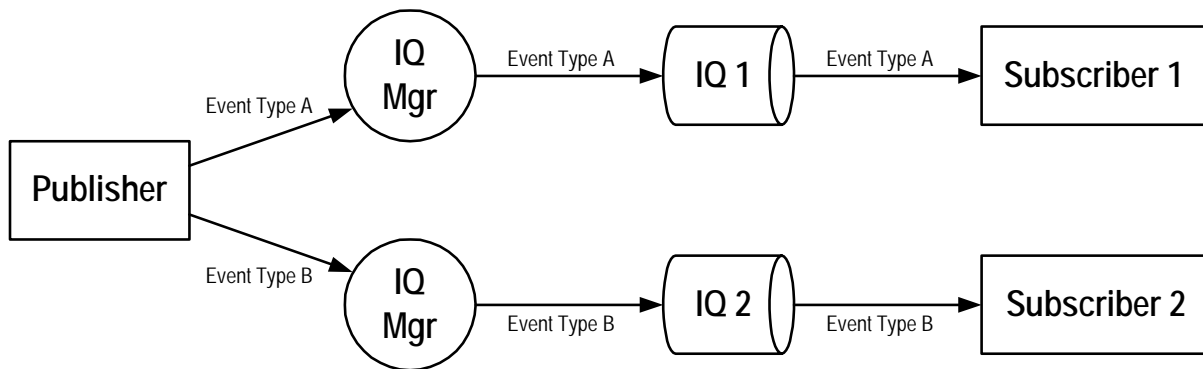 IQ
Mgr
Event Type A
IQ 1
Event Type A
Subscriber 1
Event Type A
Publisher
Event Type B
IQ
Mgr
Event Type B
IQ 2
Event Type B
Subscriber 2